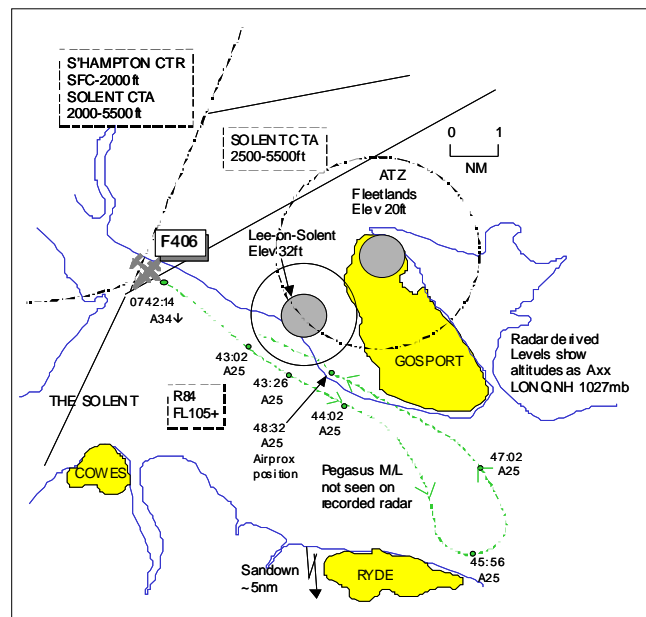 S'HAMPTON CTR
SFC-2000ft
SOLENT CTA
2000-5500ft
SOLENT CTA
2500-5500ft
0 1
NM
ATZ
Fleetlands
Elev 20ft
F406
Lee-on-Solent
Elev 32ft
0742:14
A34↓
43:02
A25
43:26
A25
44:02
A25
48:32
A25
Airprox
position
GOSPORT
Radar derived
Levels show
altitudes as Axx
LON QNH 1027mb
THE SOLENT
R84
FL105+
COWES
47:02
A25
Pegasus M/L
not seen on
recorded radar
45:56
A25
Sandown
~5nm
RYDE